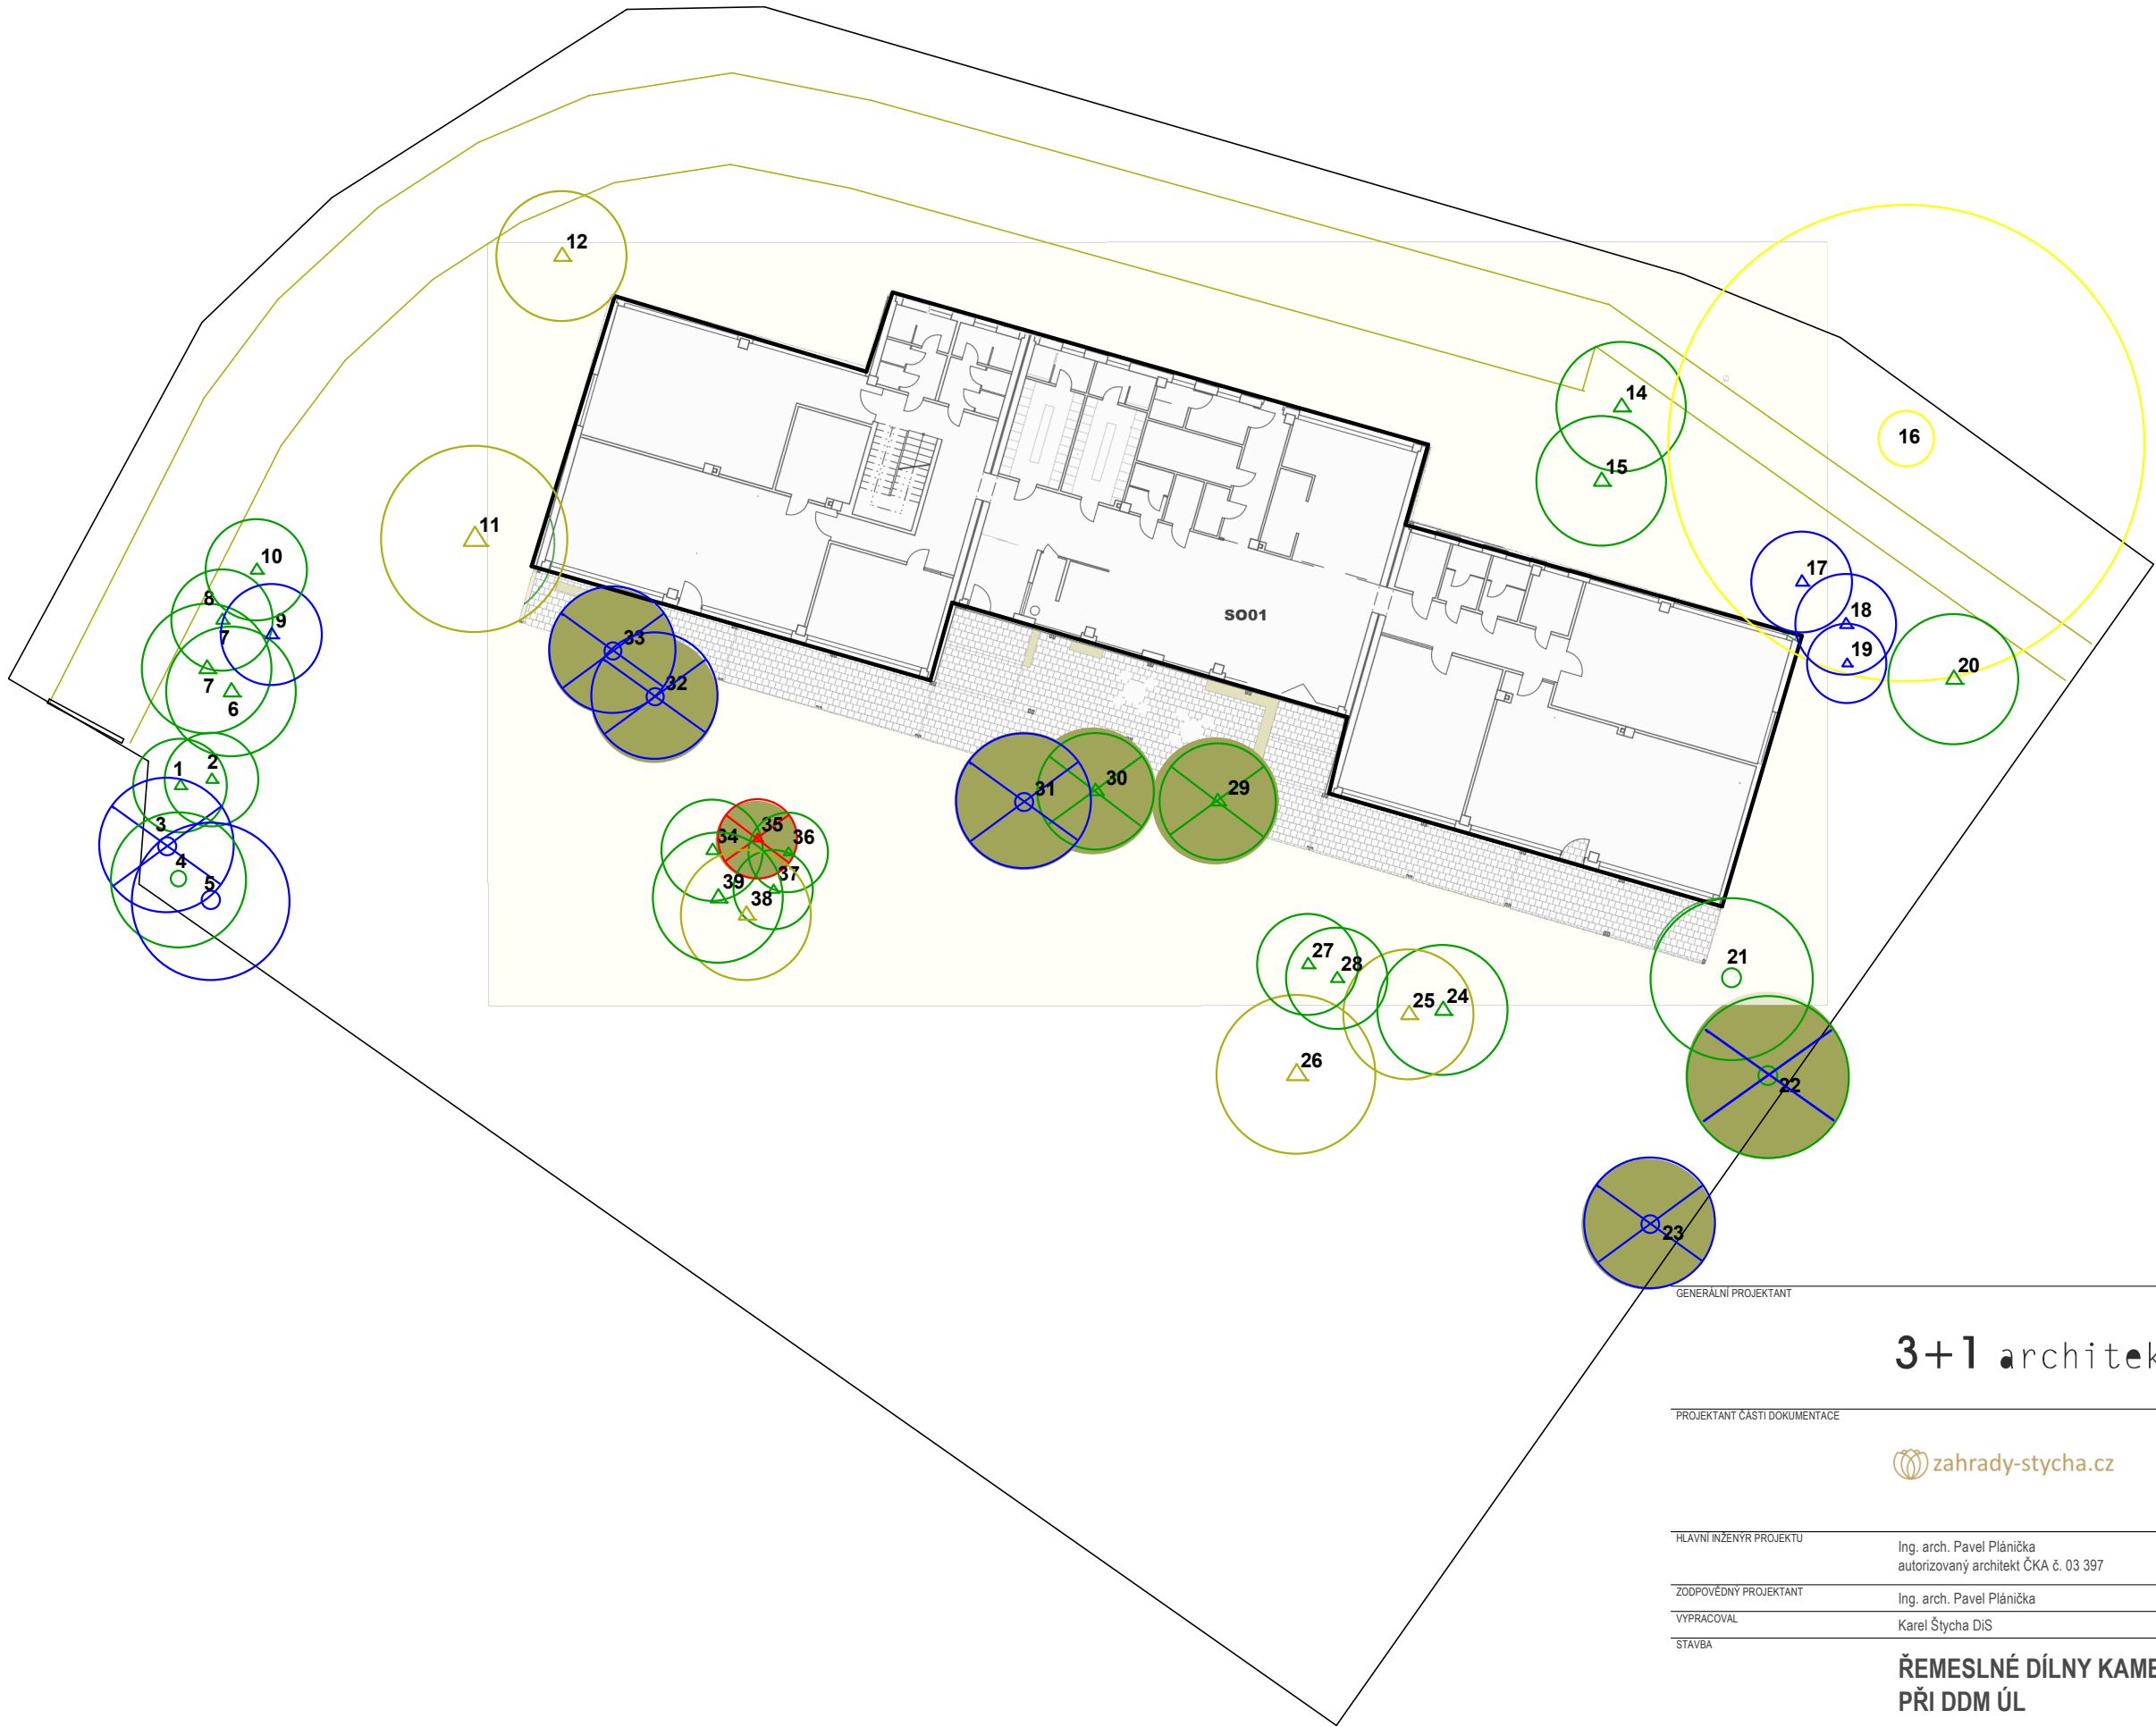 12
14
16
15
11
10
17
8
18
9
7
33
SO01
19
20
7
32
6
2
1
30
31
29
3
35
34
36
4
37
39
5
38
27
21
28
24
25
26
22
23
GENERÁLNÍ PROJEKTANT
3+1 architek
PROJEKTANT ČÁSTI DOKUMENTACE
zahrady-stycha.cz
HLAVNÍ INŽENÝR PROJEKTU
Ing. arch. Pavel Plánička
autorizovaný architekt ČKA č. 03 397
ZODPOVĚDNÝ PROJEKTANT
Ing. arch. Pavel Plánička
VYPRACOVAL
Karel Štycha DiS
STAVBA
ŘEMESLNÉ DÍLNY KAME
PŘI DDM ÚL